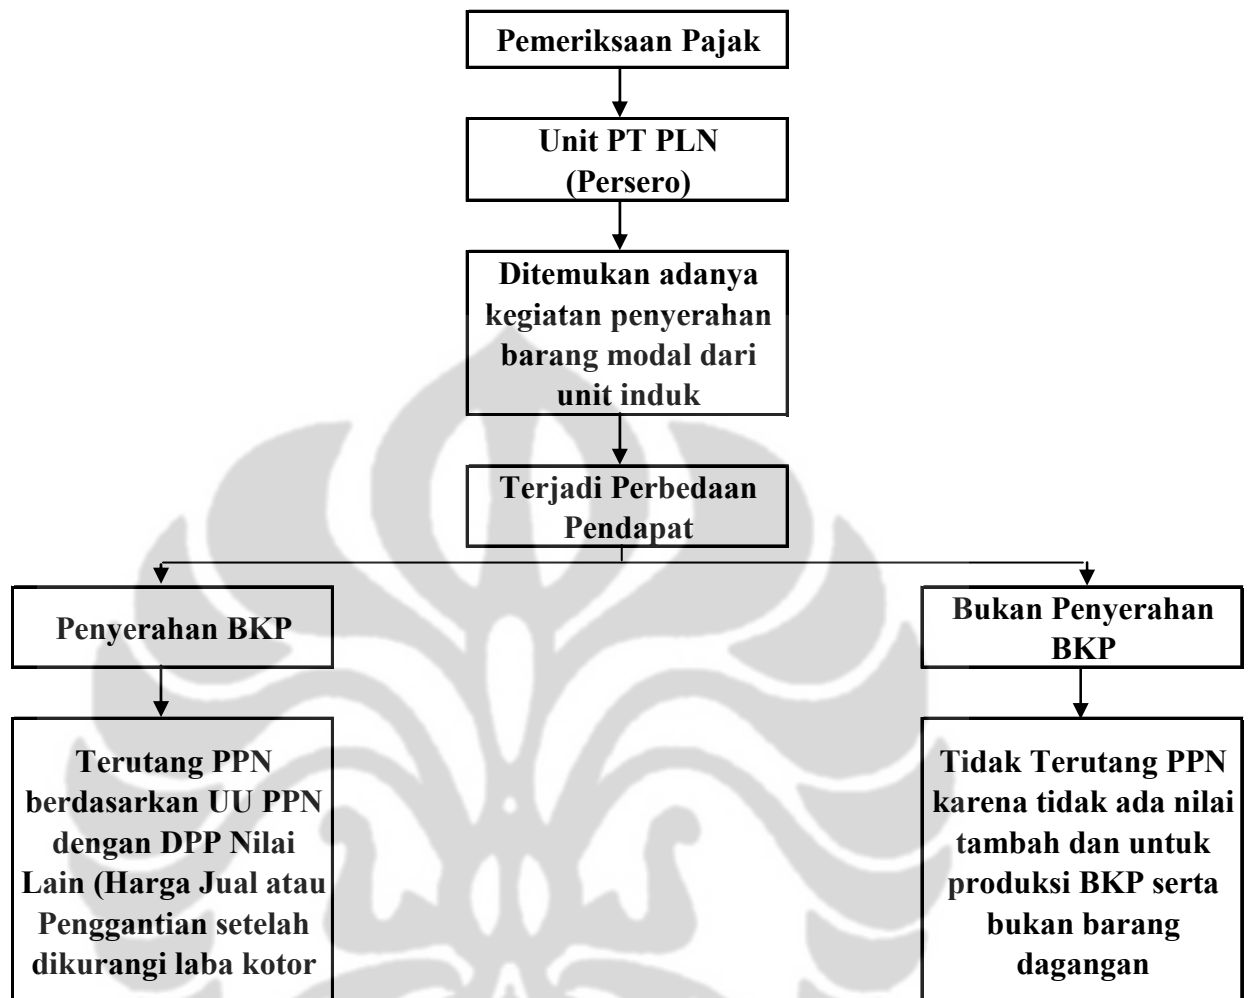 Pemeriksaan Pajak
Unit PT PLN
(Persero)
Ditemukan adanya
kegiatan penyerahan
barang modal dari
unit induk
Terjadi Perbedaan
Pendapat
Penyerahan BKP
Terutang PPN
berdasarkan UU PPN
dengan DPP Nilai
Lain (Harga Jual atau
Penggantian setelah
dikurangi laba kotor
Bukan Penyerahan
BKP
Tidak Terutang PPN
karena tidak ada nilai
tambah dan untuk
produksi BKP serta
bukan barang
dagangan